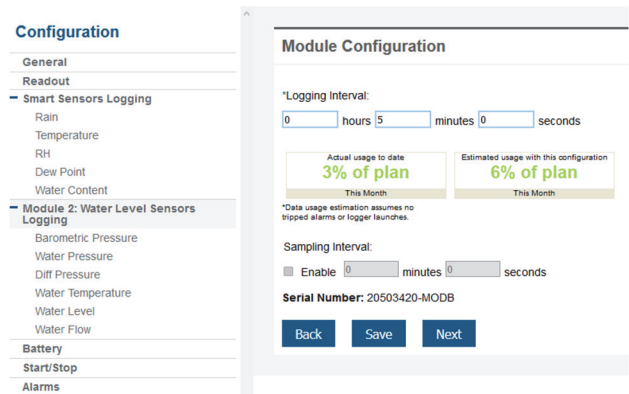 Configuration
General
Readout
Smart Sensors Logging
Rain
Temperature
RH
Dew Point
Water Content
Module 2: Water Level Sensors
Logging
Barometric Pressure
Water Pressure
Diff Pressure
Water Temperature
Water Level
Water Flow
Battery
Start/Stop
Alarms
Module Configuration
*Logging Interval:
0 hours 5 minutes 0 seconds
Actual usage to date
3% of plan
This Month
Estimated usage with this configuration
6% of plan
This Month
*Data usage estimation assumes no
tripped alarms or logger launches.
Sampling Interval:
Enable 0 minutes 0 seconds
Serial Number: 20503420-MODB
Back Save Next